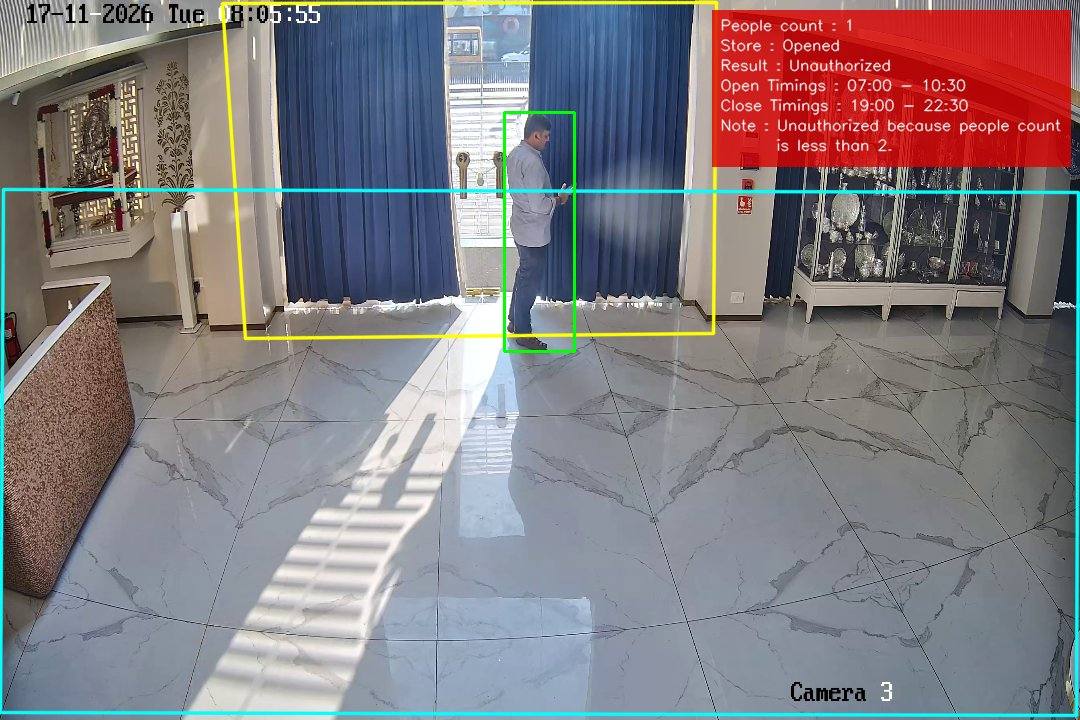 17-11-2026 Tue 8:05:55
People count : 1
Store : Opened
Result : Unauthorized
Open Timings : 07:00 - 10:30
Close Timings : 19:00 - 22:30
Note : Unauthorized because people count
is less than 2.
Camera 3